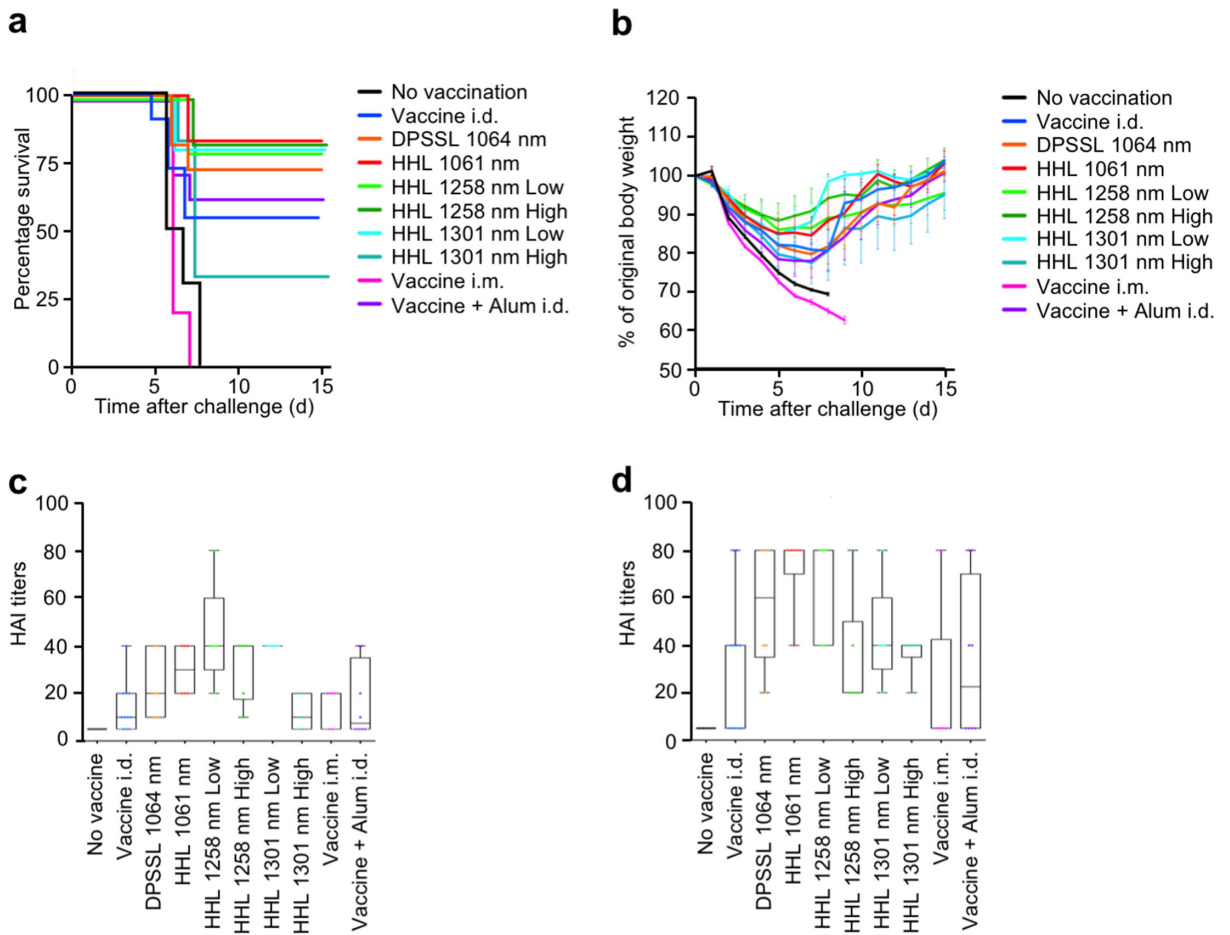 a
b
100
75
50
25
0
Percentage survival
0
5
10
15
Time after challenge (d)
No vaccination
Vaccine i.d.
DPSSL 1064 nm
HHL 1061 nm
HHL 1258 nm Low
HHL 1258 nm High
HHL 1301 nm Low
HHL 1301 nm High
Vaccine i.m.
Vaccine + Alum i.d.
120
110
100
90
80
70
60
50
% of original body weight
0
5
10
15
Time after challenge (d)
No vaccination
Vaccine i.d.
DPSSL 1064 nm
HHL 1061 nm
HHL 1258 nm Low
HHL 1258 nm High
HHL 1301 nm Low
HHL 1301 nm High
Vaccine i.m.
Vaccine + Alum i.d.
c
100
80
60
40
20
0
HAI titers
No vaccine
Vaccine i.d.
DPSSL 1064 nm
HHL 1061 nm
HHL 1258 nm Low
HHL 1258 nm High
HHL 1301 nm Low
HHL 1301 nm High
Vaccine i.m.
Vaccine + Alum i.d.
d
100
80
60
40
20
0
HAI titers
No vaccine
Vaccine i.d.
DPSSL 1064 nm
HHL 1061 nm
HHL 1258 nm Low
HHL 1258 nm High
HHL 1301 nm Low
HHL 1301 nm High
Vaccine i.m.
Vaccine + Alum i.d.